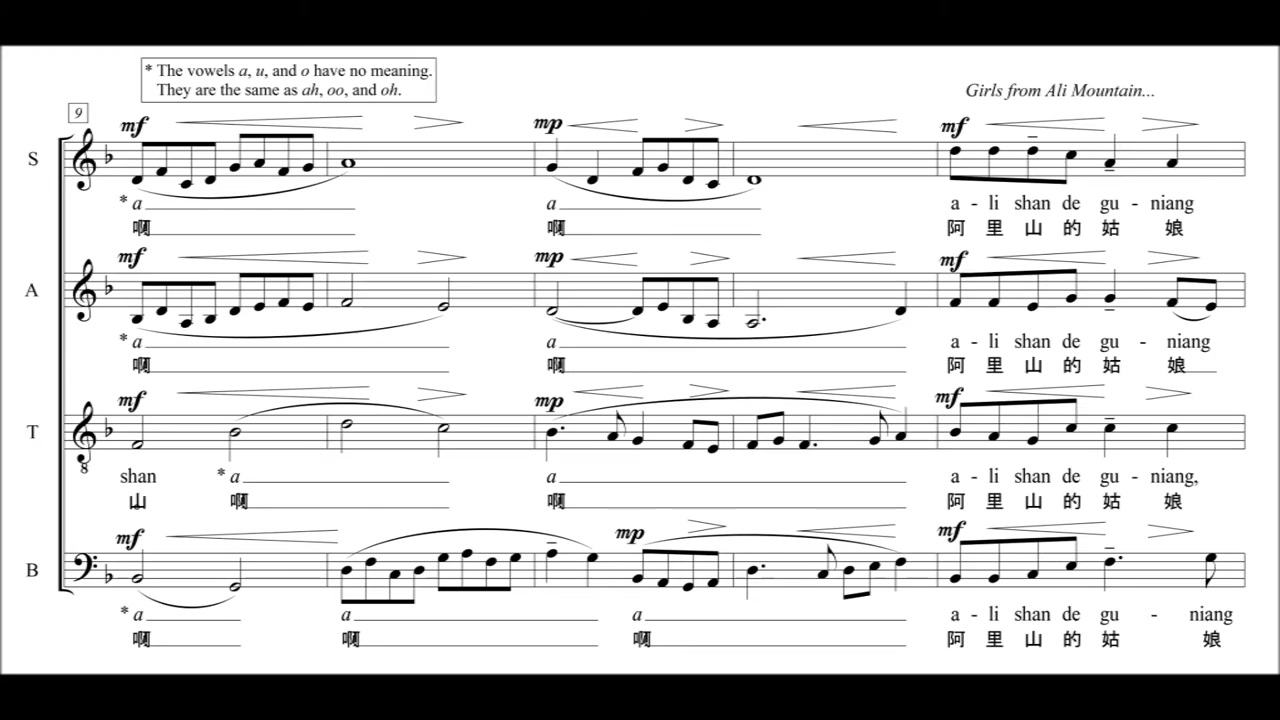 * The vowels a, u, and o have no meaning.
They are the same as ah, oo, and oh.
Girls from Ali Mountain...
9
mf mp mf
S
* a a a - li shan de gu - niang
啊 啊 阿 里 山 的 姑 娘
mf mp mf
A
* a a a - li shan de gu - niang
啊 啊 阿 里 山 的 姑 娘
mf mp mf
T
8
shan * a a a - li shan de gu - niang,
山 啊 啊 阿 里 山 的 姑 娘
mf mp mf
B
* a a a a - li shan de gu - niang
啊 啊 啊 阿 里 山 的 姑 娘